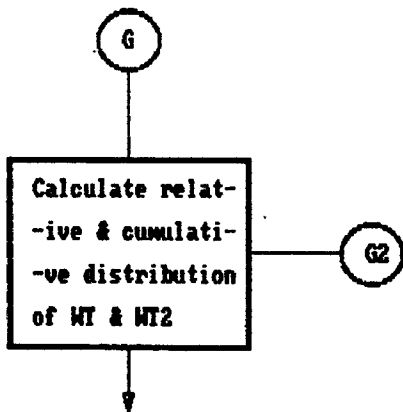 G
Calculate relat-
-ive & cumulati-
-ve distribution
of WT & WT2
G2